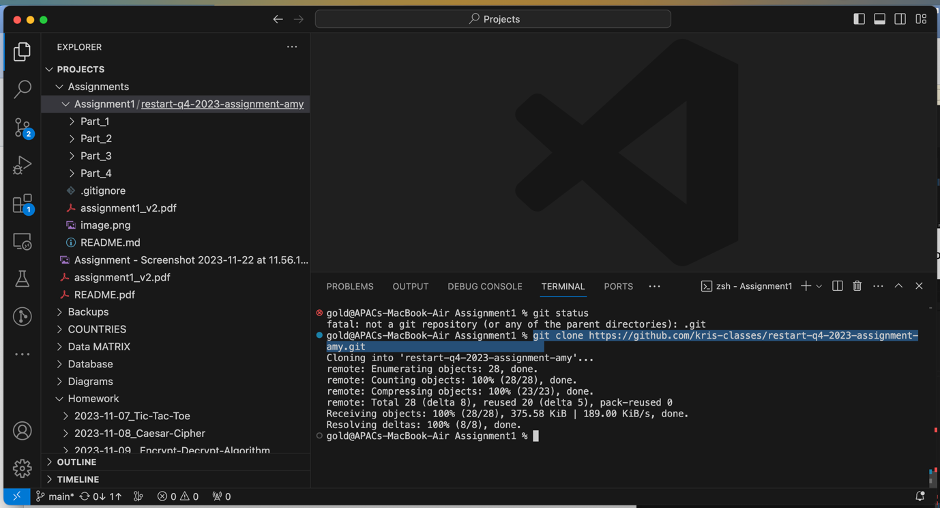 Projects
EXPLORER
PROJECTS
Assignments
Assignment1/restart-q4-2023-assignment-amy
Part_1
Part_2
Part_3
Part_4
.gitignore
assignment1_v2.pdf
image.png
README.md
Assignment - Screenshot 2023-11-22 at 11.56.1...
assignment1_v2.pdf
README.pdf
Backups
COUNTRIES
Data MATRIX
Database
Diagrams
Homework
2023-11-07_Tic-Tac-Toe
2023-11-08_Caesar-Cipher
2023-11-09_Encrypt-Decrypt-Algorithm
OUTLINE
TIMELINE
2
1
PROBLEMS OUTPUT DEBUG CONSOLE TERMINAL PORTS ... zsh - Assignment1
gold@APACs-MacBook-Air Assignment1 % git status
fatal: not a git repository (or any of the parent directories): .git
gold@APACs-MacBook-Air Assignment1 % git clone https://github.com/kris-classes/restart-q4-2023-assignment-
amy.git
Cloning into 'restart-q4-2023-assignment-amy'...
remote: Enumerating objects: 28, done.
remote: Counting objects: 100% (28/28), done.
remote: Compressing objects: 100% (23/23), done.
remote: Total 28 (delta 8), reused 20 (delta 5), pack-reused 0
Receiving objects: 100% (28/28), 375.58 KiB | 189.00 KiB/s, done.
Resolving deltas: 100% (8/8), done.
gold@APACs-MacBook-Air Assignment1 %
main* 0↓ 1↑ 0 0 0